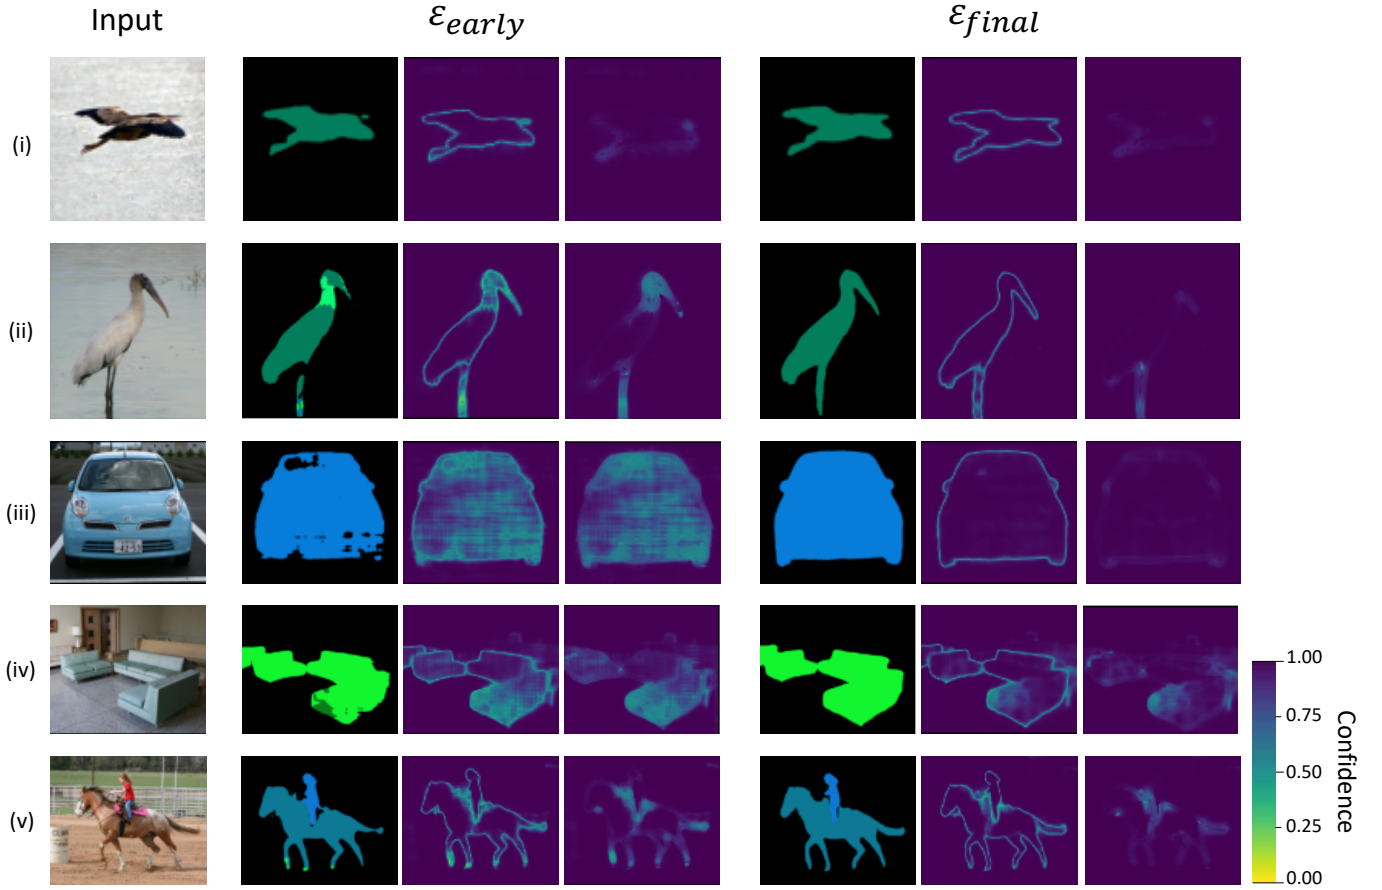 Input
ε_early
ε_final
(i)
(ii)
(iii)
(iv)
(v)
1.00
0.75
0.50
0.25
0.00
Confidence